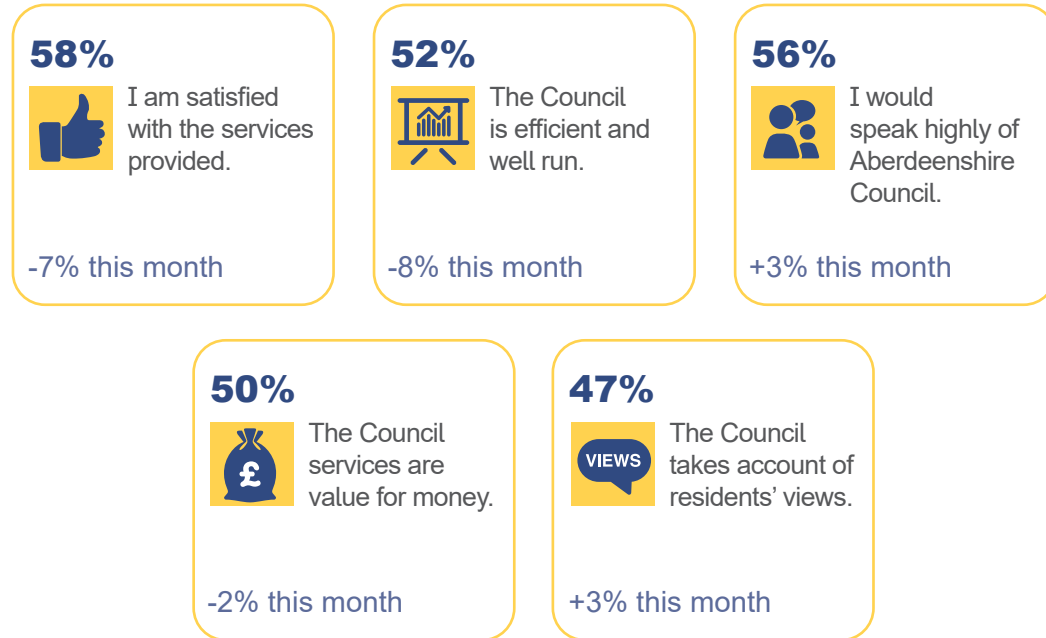 58%
I am satisfied
with the services
provided.
-7% this month
52%
The Council
is efficient and
well run.
-8% this month
56%
I would
speak highly of
Aberdeenshire
Council.
+3% this month
50%
£
The Council
services are
value for money.
-2% this month
47%
VIEWS
The Council
takes account of
residents’ views.
+3% this month